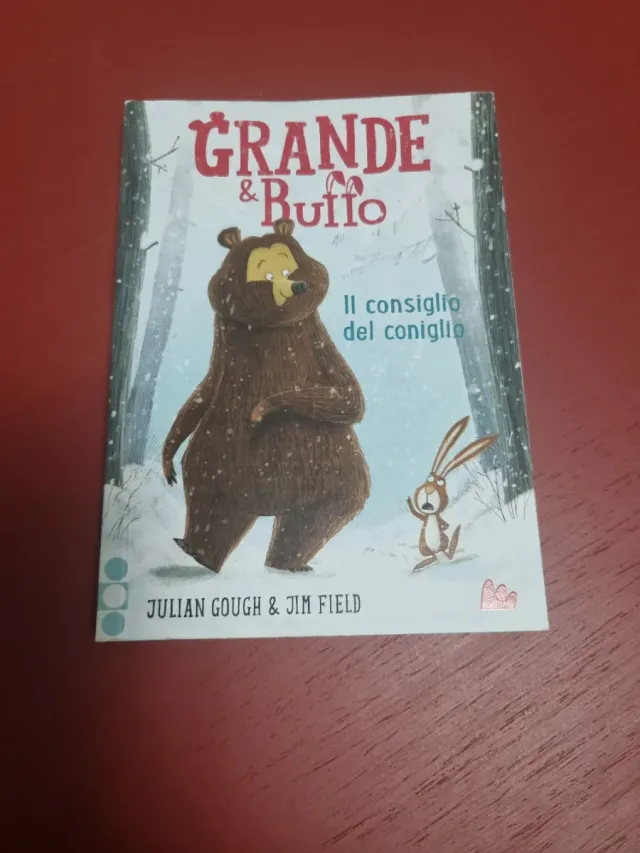 GRANDE
& Buffo
Il consiglio
del coniglio
JULIAN GOUGH & JIM FIELD